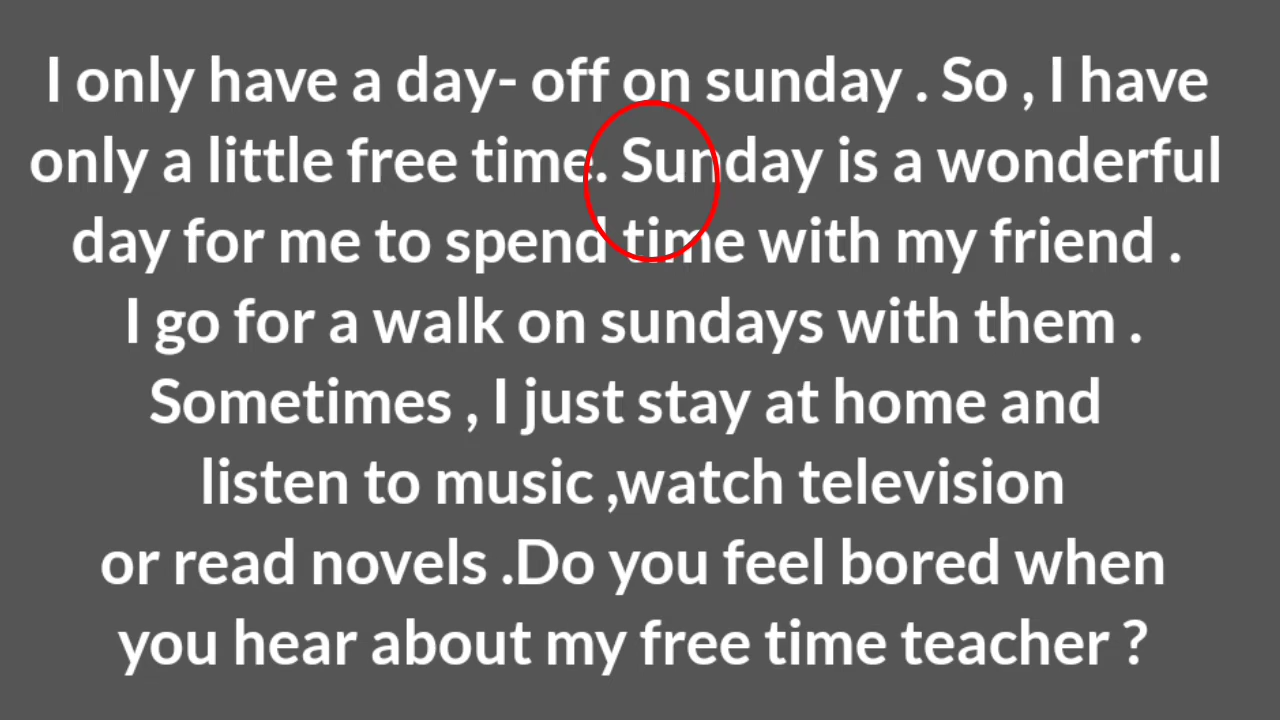 I only have a day- off on sunday . So , I have
only a little free time. Sunday is a wonderful
day for me to spend time with my friend .
I go for a walk on sundays with them .
Sometimes , I just stay at home and
listen to music ,watch television
or read novels .Do you feel bored when
you hear about my free time teacher ?